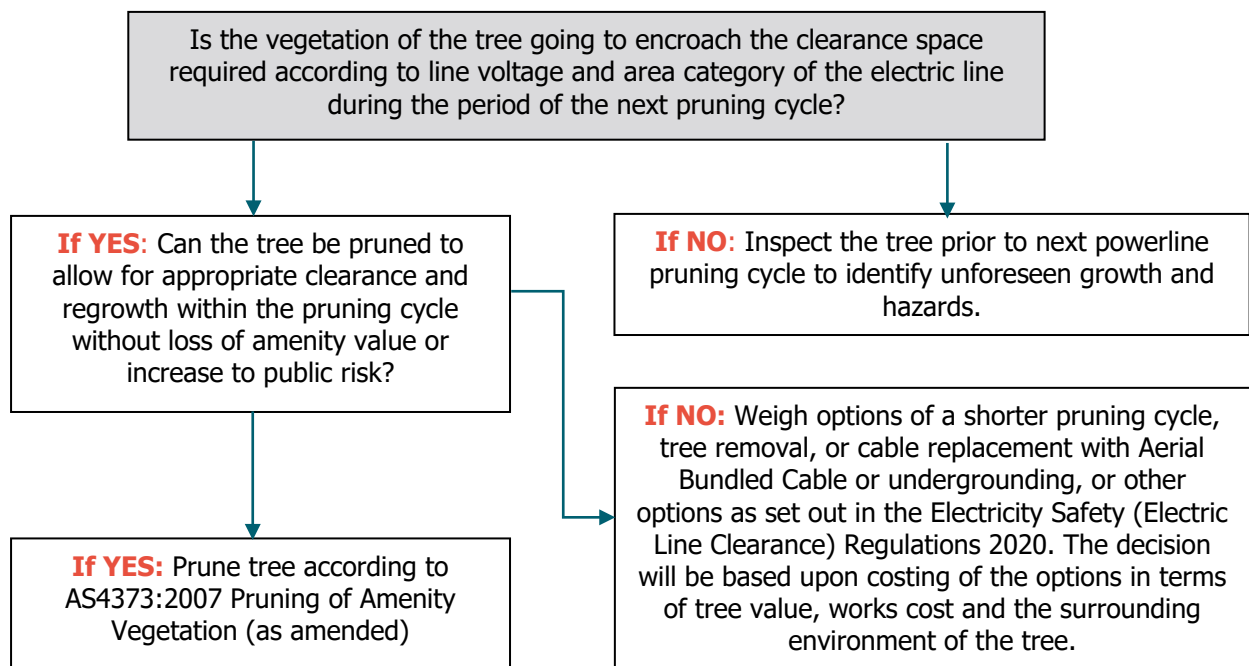 Is the vegetation of the tree going to encroach the clearance space
required according to line voltage and area category of the electric line
during the period of the next pruning cycle?
If YES: Can the tree be pruned to
allow for appropriate clearance and
regrowth within the pruning cycle
without loss of amenity value or
increase to public risk?
If NO: Inspect the tree prior to next powerline
pruning cycle to identify unforeseen growth and
hazards.
If YES: Prune tree according to
AS4373:2007 Pruning of Amenity
Vegetation (as amended)
If NO: Weigh options of a shorter pruning cycle,
tree removal, or cable replacement with Aerial
Bundled Cable or undergrounding, or other
options as set out in the Electricity Safety (Electric
Line Clearance) Regulations 2020. The decision
will be based upon costing of the options in terms
of tree value, works cost and the surrounding
environment of the tree.